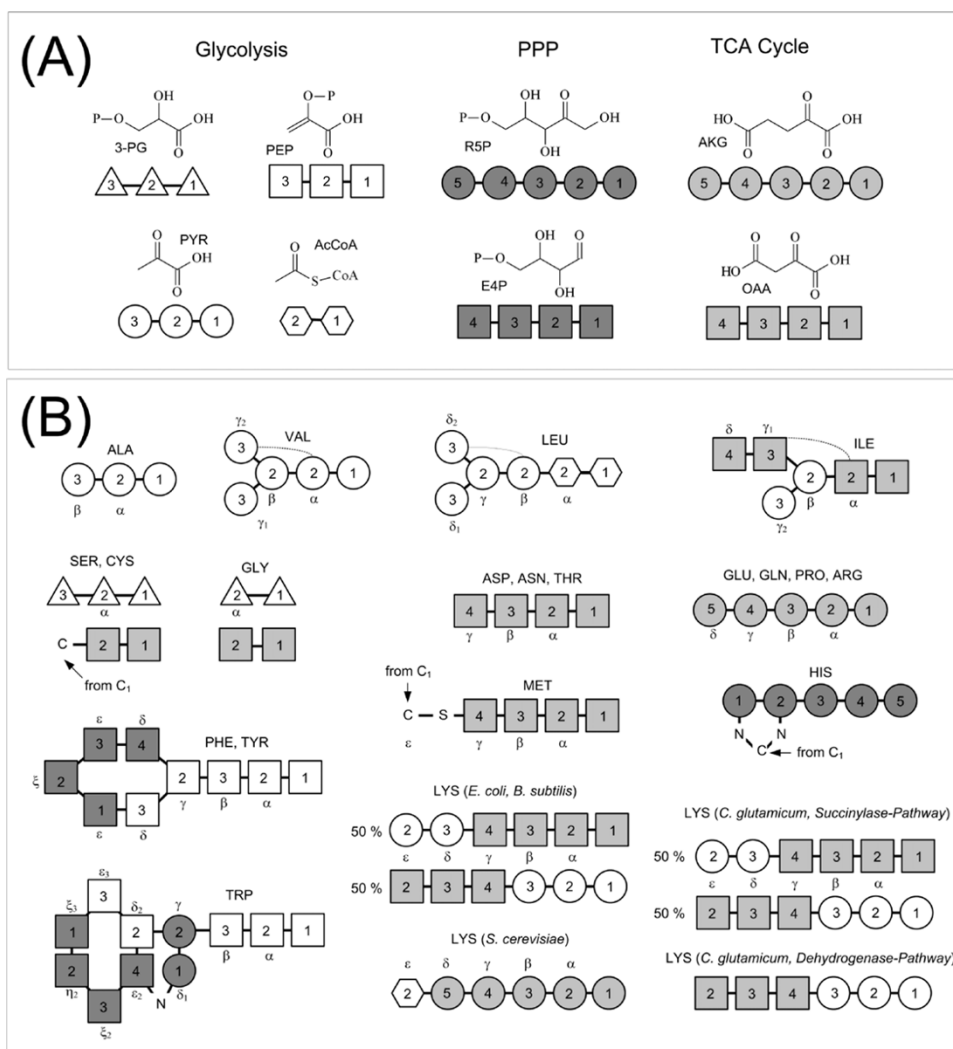 (A)
Glycolysis PPP TCA Cycle
OH O–P OH O OH O
P–O OH OH P–O OH HO OH
O O OH O O
3-PG PEP R5P AKG
3 2 1 3 2 1 5 4 3 2 1 5 4 3 2 1
O PYR O AcCoA OH O O O
OH S–CoA P–O HO OH
O OH O
E4P OAA
3 2 1 2 1 4 3 2 1 4 3 2 1
(B)
ALA
3 2 1
β α
VAL
γ₂
3 2 2 1
3 β α
γ₁
LEU
δ₂
3 2 2 2 1
3 γ β α
δ₁
ILE
δ γ₁
4 3 2 2 1
3 β α
γ₂
SER, CYS
3 2 1
α
C 2 1
from C₁
GLY
2 1
α
2 1
ASP, ASN, THR
4 3 2 1
γ β α
GLU, GLN, PRO, ARG
5 4 3 2 1
δ γ β α
from C₁
MET
C – S 4 3 2 1
ε γ β α
HIS
1 2 3 4 5
N N
C from C₁
PHE, TYR
ε δ
3 4
ξ 2 2 3 2 1
1 3 γ β α
ε δ
LYS (E. coli, B. subtilis)
50 % 2 3 4 3 2 1
ε δ γ β α
50 % 2 3 4 3 2 1
LYS (C. glutamicum, Succinylase-Pathway)
50 % 2 3 4 3 2 1
ε δ γ β α
50 % 2 3 4 3 2 1
TRP
ε₃
3
ξ₃ δ₂ γ
1 2 2 3 2 1
β α
2 4 1
η₂ ε₂ N δ₁
3
ξ₂
LYS (S. cerevisiae)
ε δ γ β α
2 5 4 3 2 1
LYS (C. glutamicum, Dehydrogenase-Pathway)
2 3 4 3 2 1